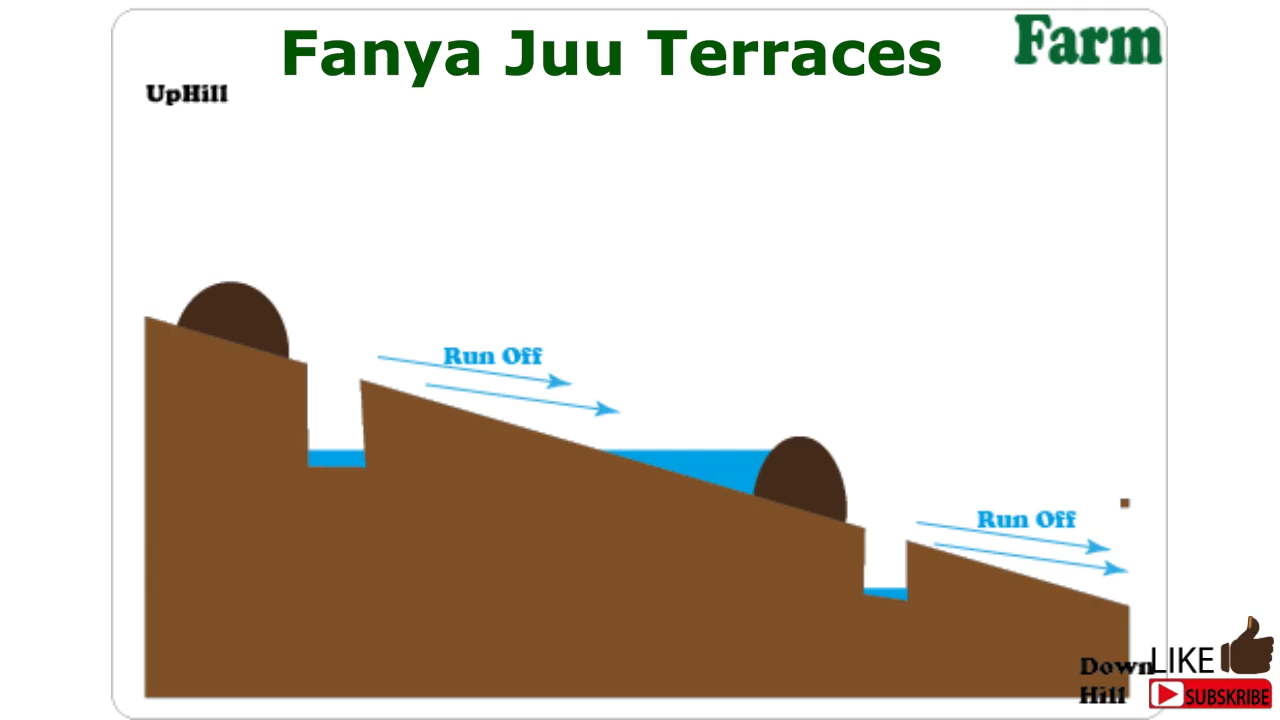 Fanya Juu Terraces
Farm
UpHill
Run Off
Run Off
Down
Hill
LIKE
SUBSKRIBE